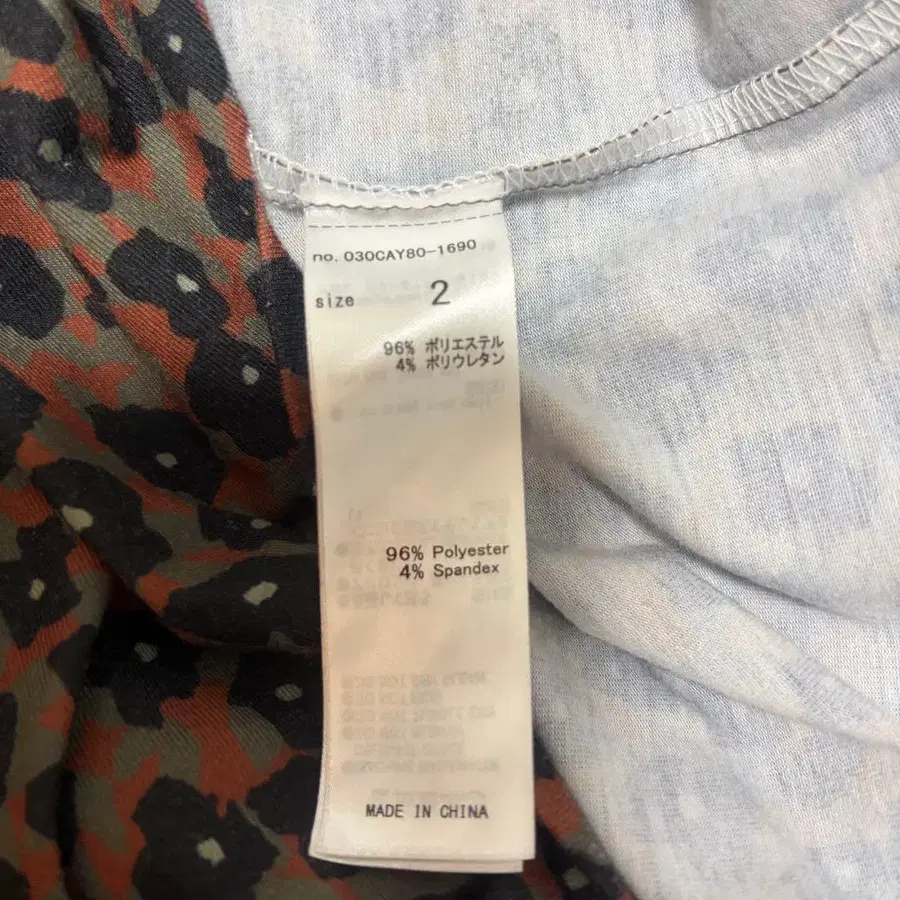 no. 030CAY80-1690
size 2
96% ポリエステル
4% ポリウレタン
96% Polyester
4% Spandex
MADE IN CHINA